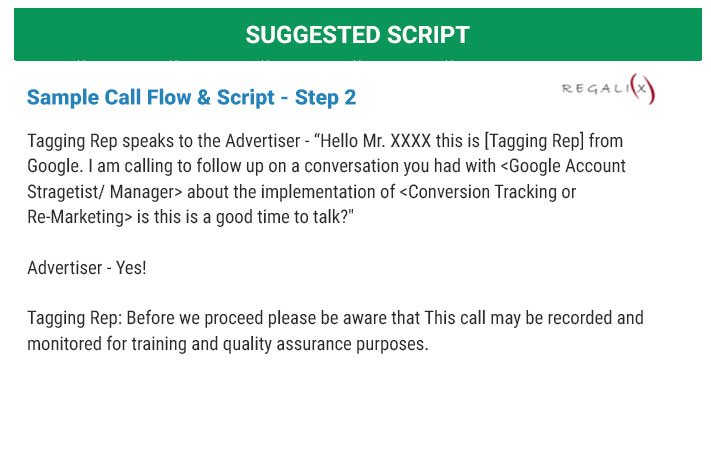 SUGGESTED SCRIPT
Sample Call Flow & Script - Step 2
REGALI(X)
Tagging Rep speaks to the Advertiser - “Hello Mr. XXXX this is [Tagging Rep] from
Google. I am calling to follow up on a conversation you had with <Google Account
Stragetist/ Manager> about the implementation of <Conversion Tracking or
Re-Marketing> is this is a good time to talk?"
Advertiser - Yes!
Tagging Rep: Before we proceed please be aware that This call may be recorded and
monitored for training and quality assurance purposes.